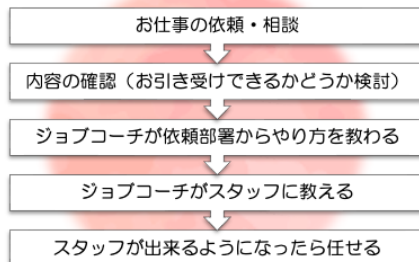 お仕事の依頼・相談
内容の確認（お引き受けできるかどうか検討）
ジョブコーチが依頼部署からやり方を教わる
ジョブコーチがスタッフに教える
スタッフが出来るようになったら任せる